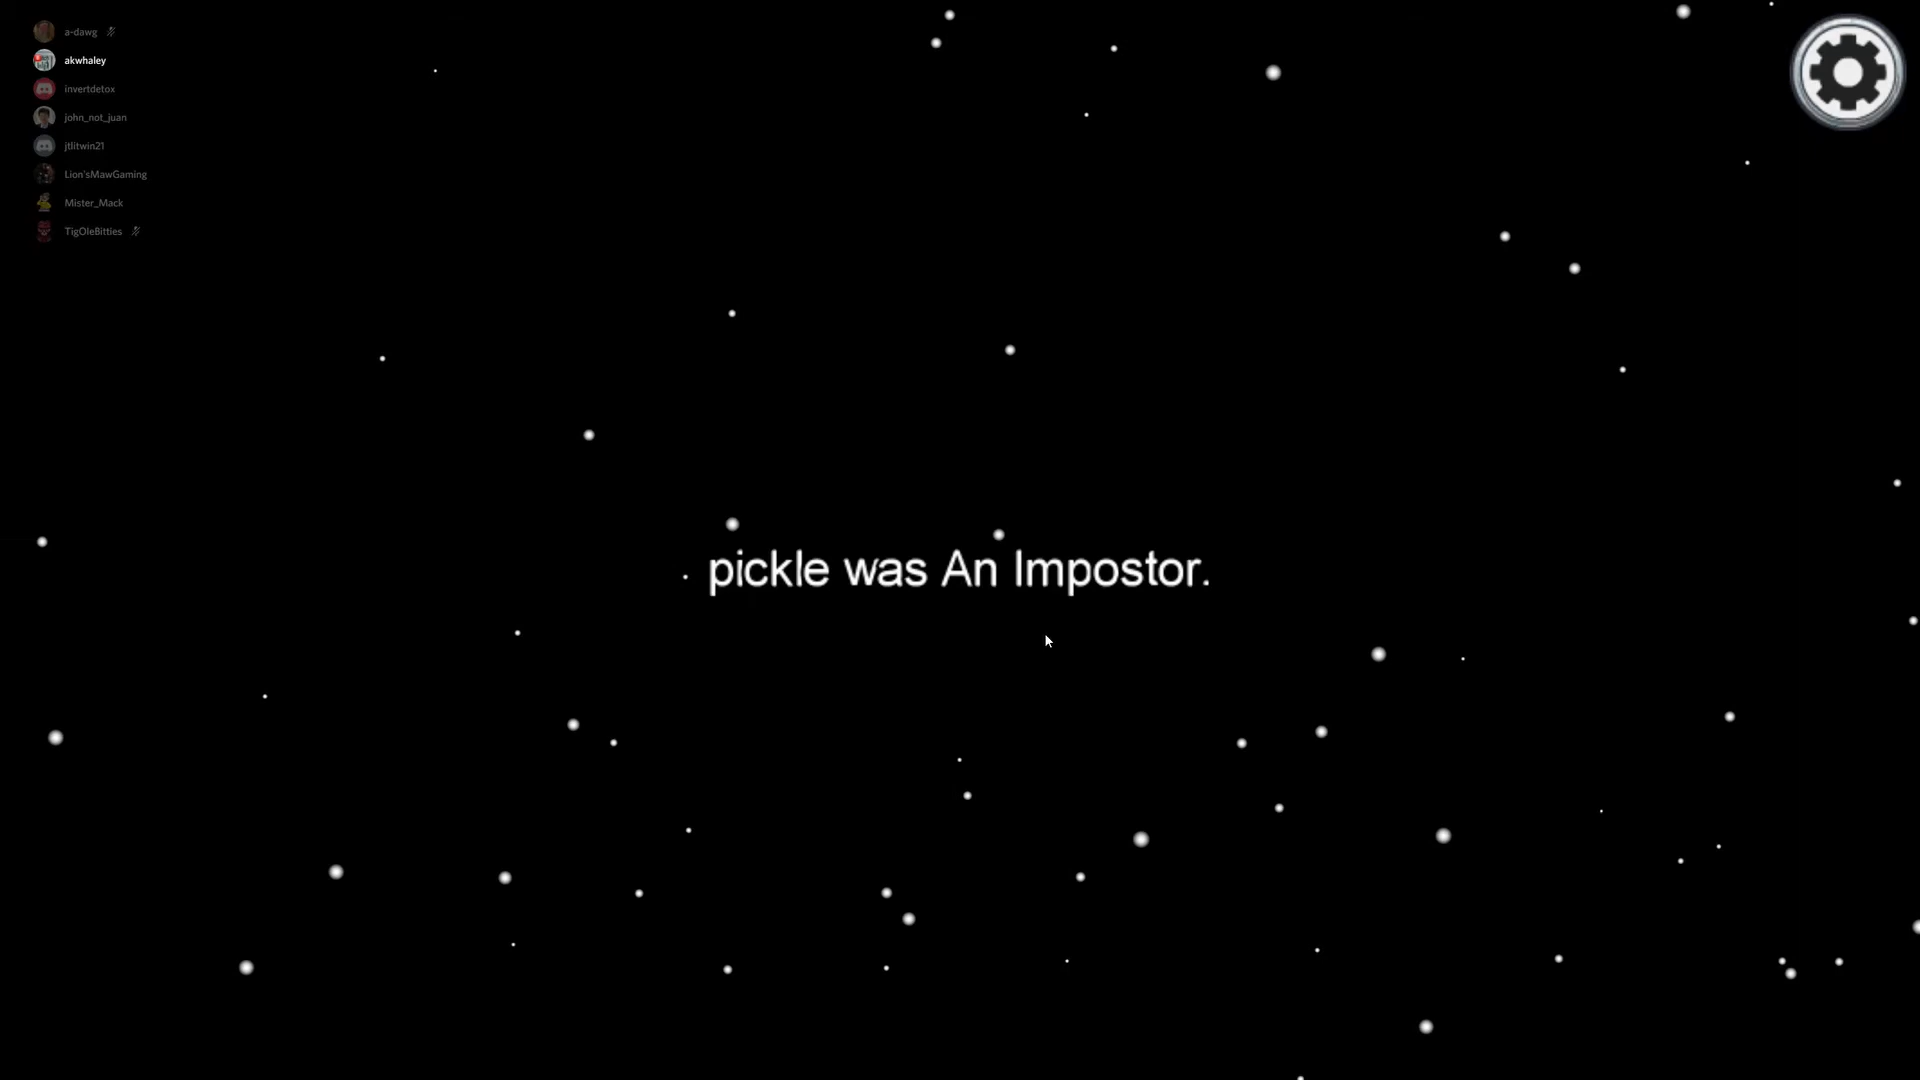 a-dawg
akwhaley
invertdetox
john_not_juan
jtlitwin21
Lion'sMawGaming
Mister_Mack
TigOleBitties
pickle was An Impostor.